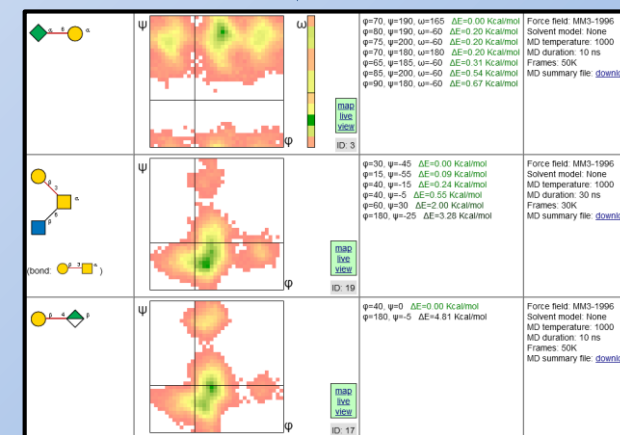 α 6 α
ψ
ω
φ
map
live
view
ID: 3
φ=70, ψ=190, ω=165 ΔE=0.00 Kcal/mol
φ=80, ψ=190, ω=-60 ΔE=0.20 Kcal/mol
φ=75, ψ=200, ω=-60 ΔE=0.20 Kcal/mol
φ=70, ψ=180, ω=180 ΔE=0.20 Kcal/mol
φ=65, ψ=185, ω=-60 ΔE=0.31 Kcal/mol
φ=85, ψ=200, ω=-60 ΔE=0.54 Kcal/mol
φ=90, ψ=180, ω=-60 ΔE=0.67 Kcal/mol
Force field: MM3-1996
Solvent model: None
MD temperature: 1000
MD duration: 10 ns
Frames: 50K
MD summary file: downlo
β
3
α
6
β
(bond: β 3 α )
ψ
φ
map
live
view
ID: 19
φ=30, ψ=-45 ΔE=0.00 Kcal/mol
φ=15, ψ=-55 ΔE=0.09 Kcal/mol
φ=40, ψ=-15 ΔE=0.24 Kcal/mol
φ=40, ψ=-5 ΔE=0.55 Kcal/mol
φ=60, ψ=30 ΔE=2.00 Kcal/mol
φ=180, ψ=-25 ΔE=3.28 Kcal/mol
Force field: MM3-1996
Solvent model: None
MD temperature: 1000
MD duration: 30 ns
Frames: 30K
MD summary file: downlo
β 4 β
ψ
φ
map
live
view
ID: 17
φ=40, ψ=0 ΔE=0.00 Kcal/mol
φ=180, ψ=-5 ΔE=4.81 Kcal/mol
Force field: MM3-1996
Solvent model: None
MD temperature: 1000
MD duration: 10 ns
Frames: 50K
MD summary file: downlo